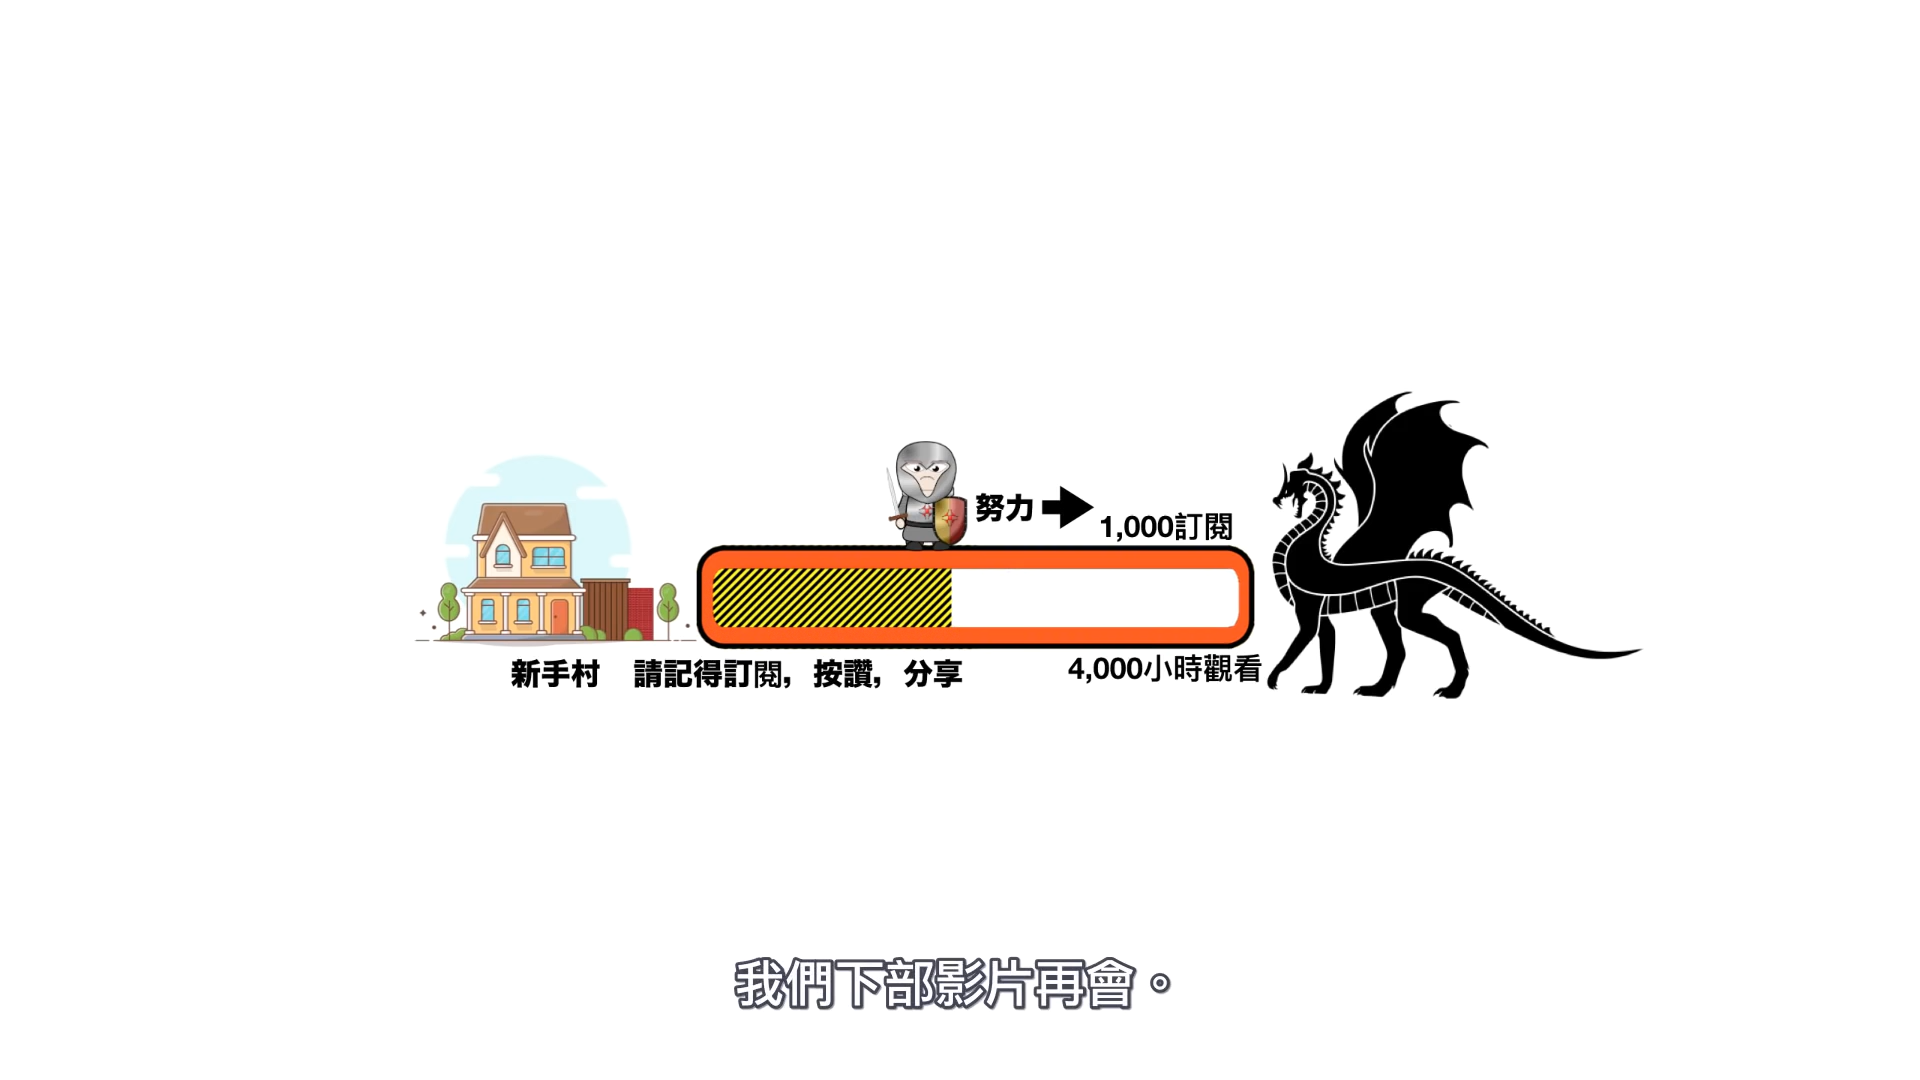 努力
1,000訂閱
新手村 請記得訂閱，按讚，分享
4,000小時觀看
我們下部影片再會。